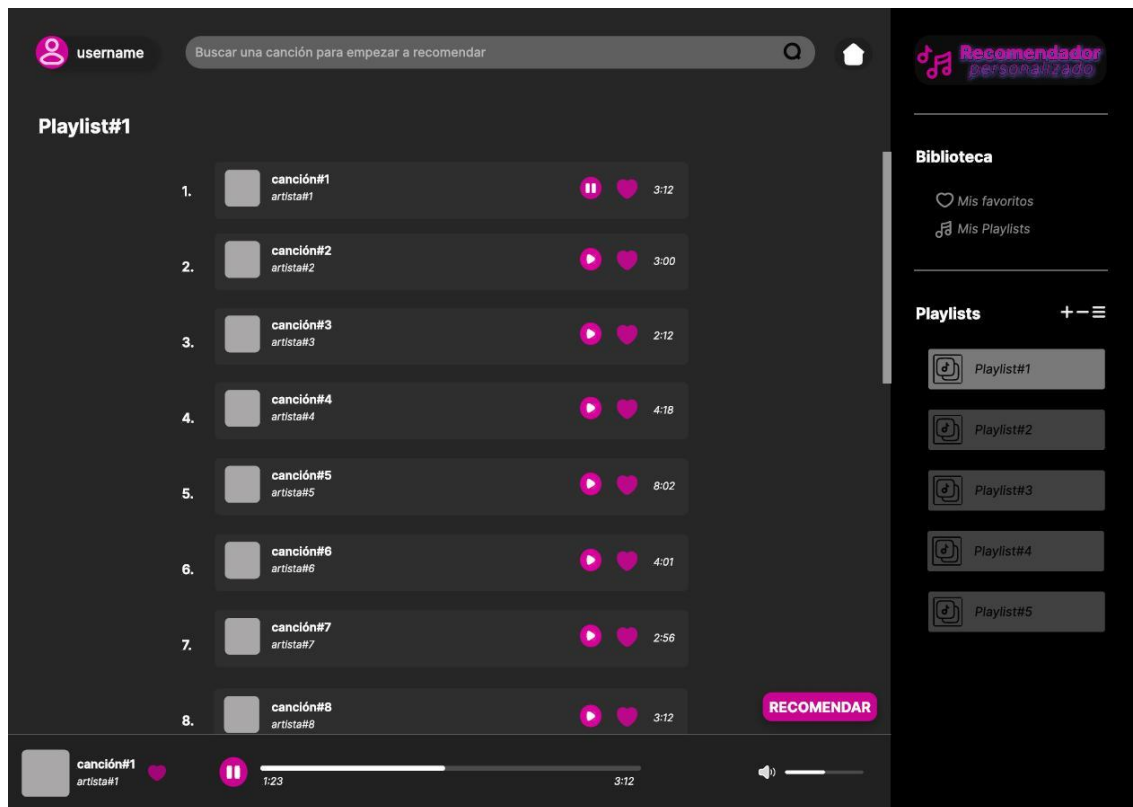 username
Buscar una canción para empezar a recomendar
Playlist#1
1.
canción#1
artista#1
3:12
2.
canción#2
artista#2
3:00
3.
canción#3
artista#3
2:12
4.
canción#4
artista#4
4:18
5.
canción#5
artista#5
8:02
6.
canción#6
artista#6
4:01
7.
canción#7
artista#7
2:56
8.
canción#8
artista#8
3:12
RECOMENDAR
canción#1
artista#1
1:23
3:12
Recomendador
personalizado
Biblioteca
Mis favoritos
Mis Playlists
Playlists
Playlist#1
Playlist#2
Playlist#3
Playlist#4
Playlist#5